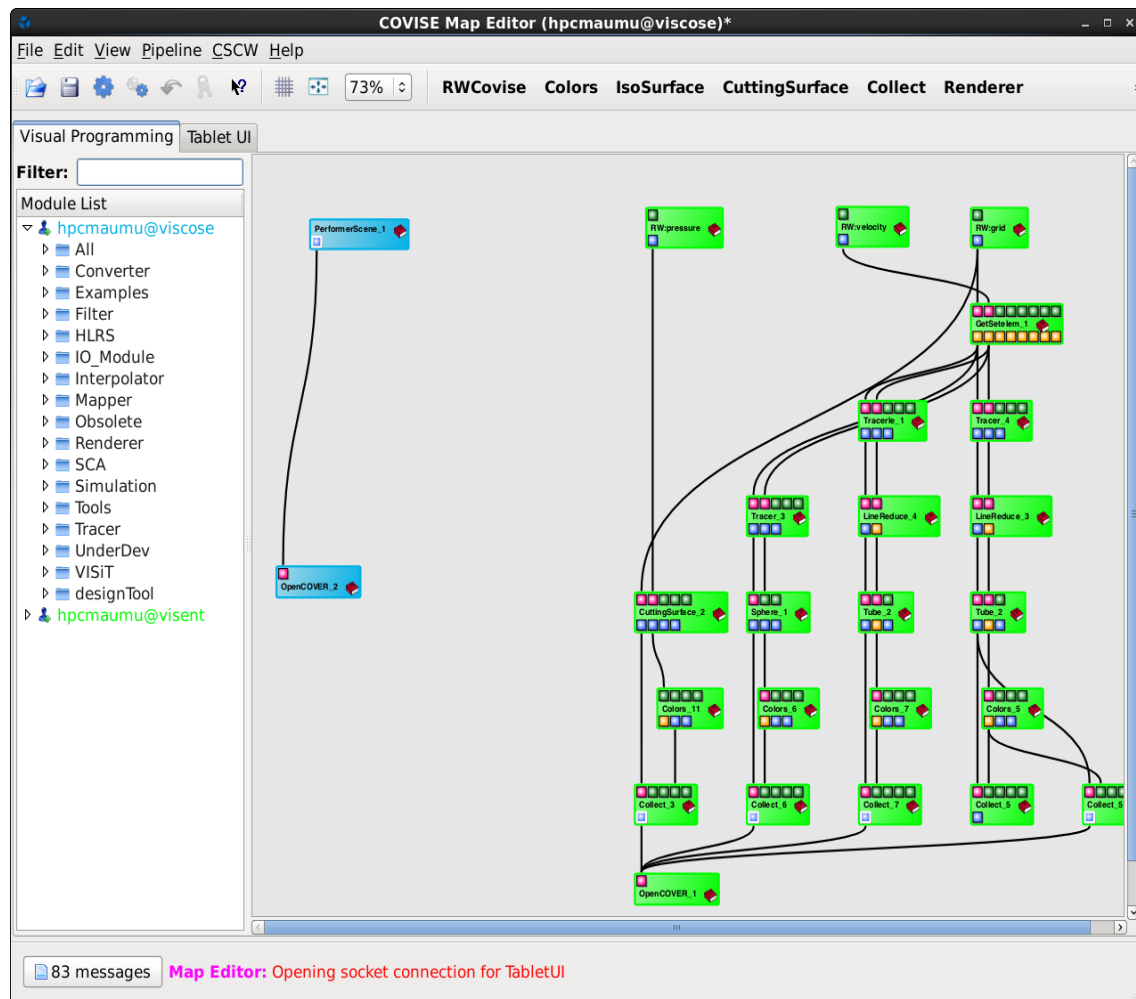 COVISE Map Editor (hpcmaumu@viscose)*
File Edit View Pipeline CSCW Help
73% RWCovise Colors IsoSurface CuttingSurface Collect Renderer
Visual Programming Tablet UI
Filter:
Module List
hpcmaumu@viscose
All
Converter
Examples
Filter
HLRS
IO_Module
Interpolator
Mapper
Obsolete
Renderer
SCA
Simulation
Tools
Tracer
UnderDev
VISiT
designTool
hpcmaumu@visent
PerformerScene_1
RW:pressure
RW:velocity
RW:grid
GetSetelem_1
Tracerle_1
Tracer_4
Tracer_3
LineReduce_4
LineReduce_3
OpenCOVER_2
CuttingSurface_2
Sphere_1
Tube_2
Tube_2
Colors_11
Colors_6
Colors_7
Colors_5
Collect_3
Collect_6
Collect_7
Collect_5
OpenCOVER_1
83 messages Map Editor: Opening socket connection for TabletUI